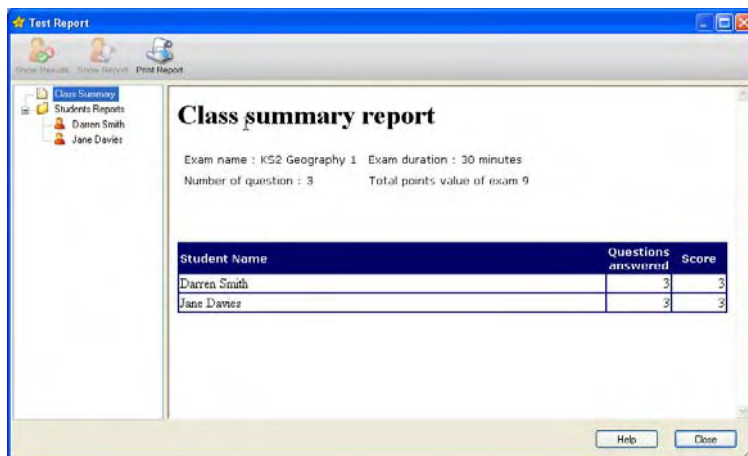 Test Report
Show Results Show Report Print Report
Class Summary
Students Reports
Darren Smith
Jane Davies
Class summary report
Exam name : KS2 Geography 1 Exam duration : 30 minutes
Number of question : 3 Total points value of exam 9
Student Name Questions answered Score
Darren Smith 3 3
Jane Davies 3 3
Help Close